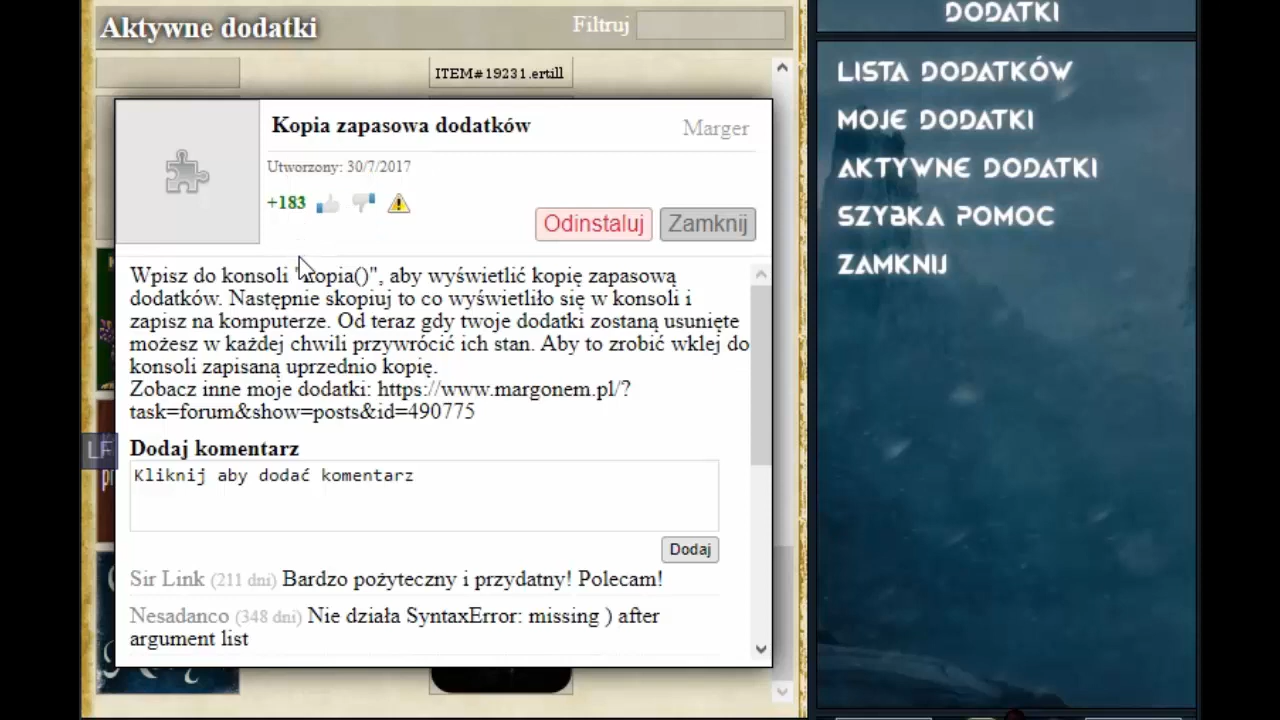 Aktywne dodatki
Filtruj
ITEM#19231.ertill
Kopia zapasowa dodatków
Marger
Utworzony: 30/7/2017
+183
Odinstaluj
Zamknij
Wpisz do konsoli "kopia()", aby wyświetlić kopię zapasową
dodatków. Następnie skopiuj to co wyświetliło się w konsoli i
zapisz na komputerze. Od teraz gdy twoje dodatki zostaną usunięte
możesz w każdej chwili przywrócić ich stan. Aby to zrobić wklej do
konsoli zapisaną uprzednio kopię.
Zobacz inne moje dodatki: https://www.margonem.pl/?
task=forum&show=posts&id=490775
LF
Dodaj komentarz
Kliknij aby dodać komentarz
Dodaj
Sir Link (211 dni) Bardzo pożyteczny i przydatny! Polecam!
Nesadanco (348 dni) Nie działa SyntaxError: missing ) after
argument list
DODATKI
LISTA DODATKÓW
MOJE DODATKI
AKTYWNE DODATKI
SZYBKA POMOC
ZAMKNIJ